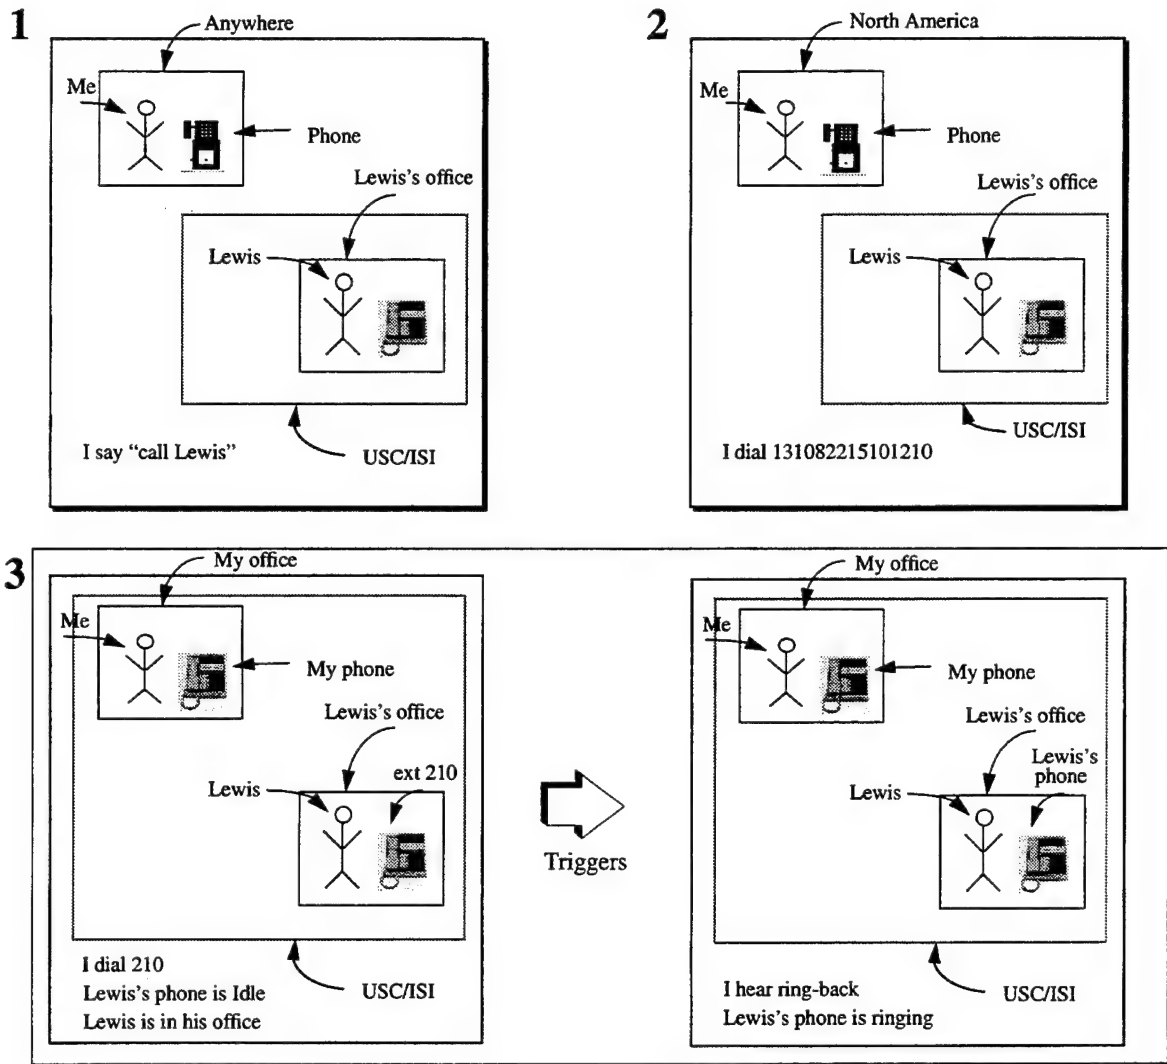 1
Anywhere
Me
Phone
Lewis's office
Lewis
I say “call Lewis”
USC/ISI
2
North America
Me
Phone
Lewis's office
Lewis
USC/ISI
I dial 131082215101210
3
My office
Me
My phone
Lewis's office
ext 210
Lewis
I dial 210
Lewis's phone is Idle
Lewis is in his office
USC/ISI
Triggers
My office
Me
My phone
Lewis's office
Lewis's
phone
Lewis
I hear ring-back
Lewis's phone is ringing
USC/ISI